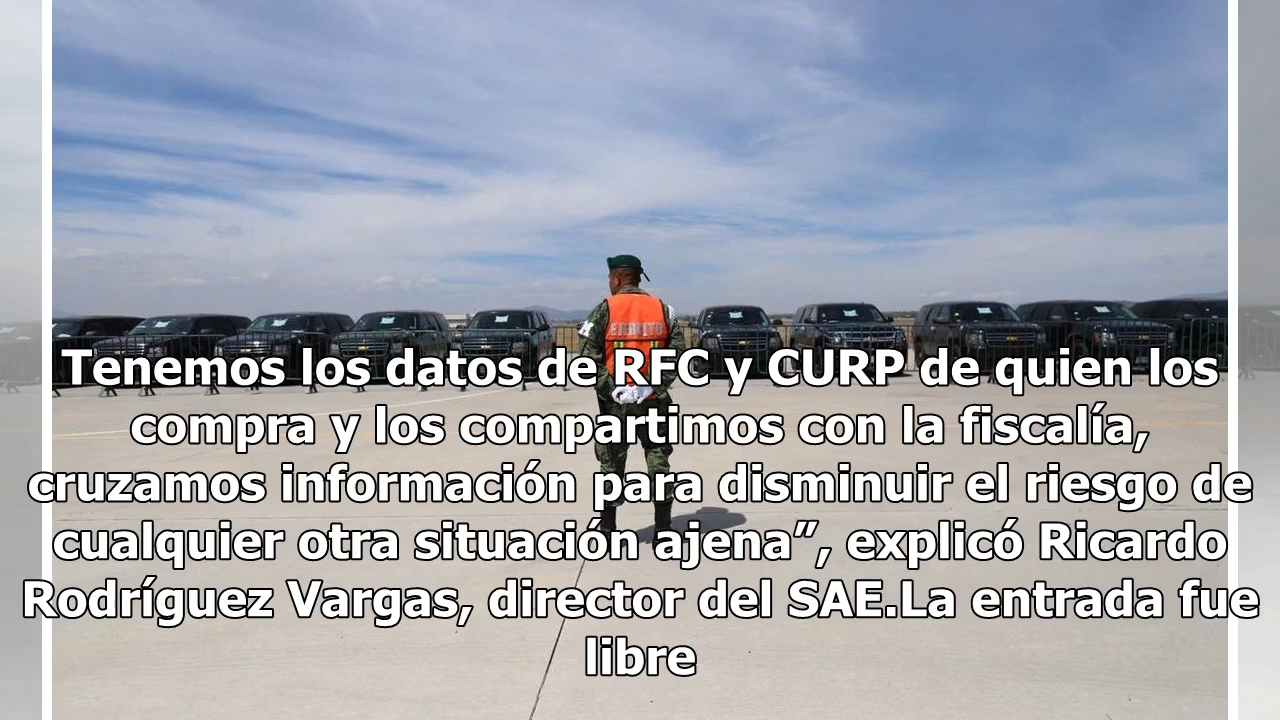 EJERCITO
Tenemos los datos de RFC y CURP de quien los
compra y los compartimos con la fiscalía,
cruzamos información para disminuir el riesgo de
cualquier otra situación ajena”, explicó Ricardo
Rodríguez Vargas, director del SAE.La entrada fue
libre